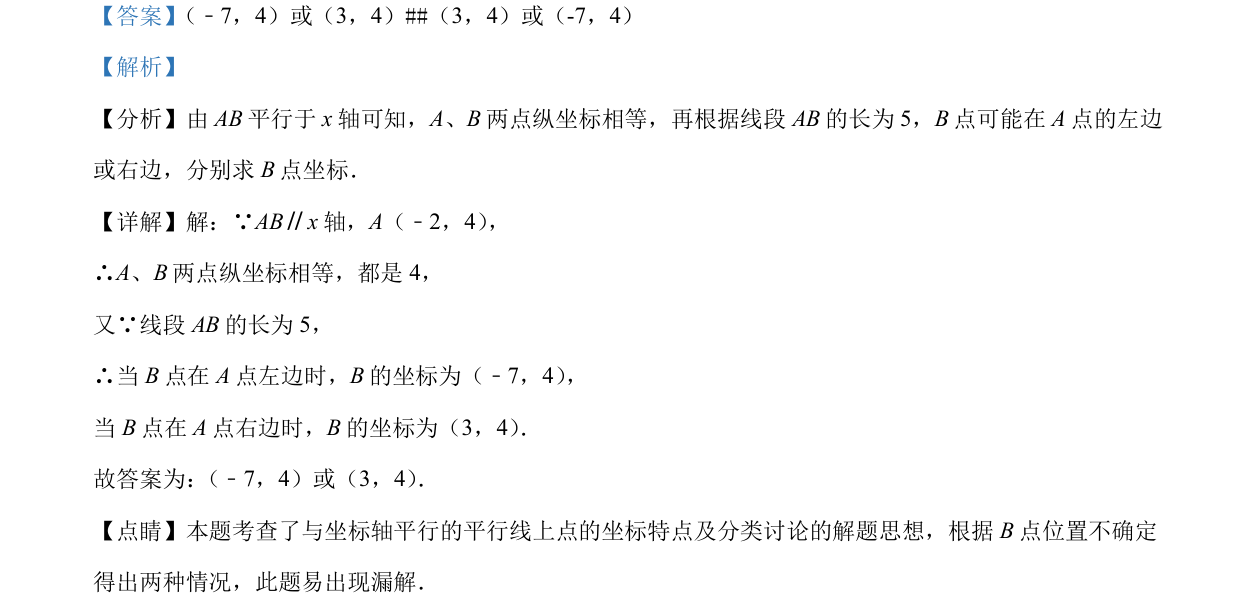 【答案】（﹣7，4）或（3，4）##（3，4）或（-7，4）
【解析】
【分析】由 AB 平行于 x 轴可知，A、B 两点纵坐标相等，再根据线段 AB 的长为 5，B 点可能在 A 点的左边
或右边，分别求 B 点坐标．
【详解】解：∵AB∥x 轴，A（﹣2，4），
∴A、B 两点纵坐标相等，都是 4，
又∵线段 AB 的长为 5，
∴当 B 点在 A 点左边时，B 的坐标为（﹣7，4），
当 B 点在 A 点右边时，B 的坐标为（3，4）．
故答案为：（﹣7，4）或（3，4）．
【点睛】本题考查了与坐标轴平行的平行线上点的坐标特点及分类讨论的解题思想，根据 B 点位置不确定
得出两种情况，此题易出现漏解．